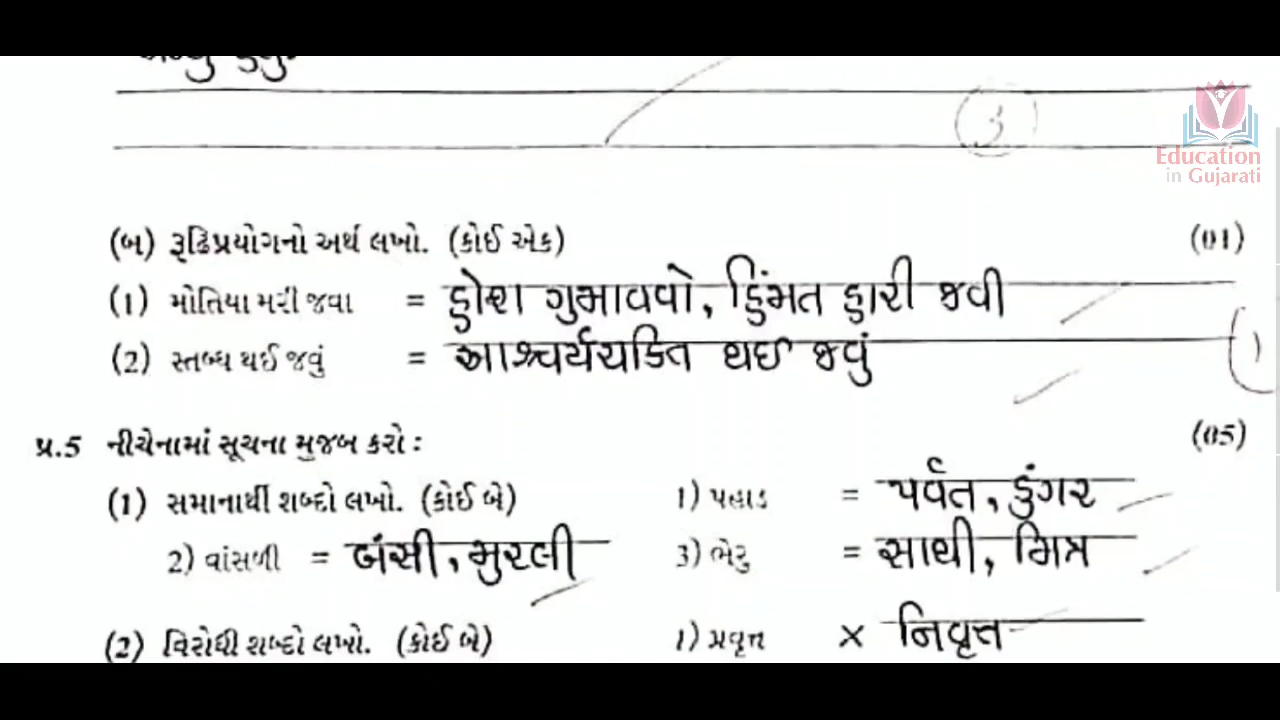 3
Education
in Gujarati
(બ) રૂઢિપ્રયોગનો અર્થ લખો. (કોઈ એક) (01)
(1) મોતિયા મરી જવા = હોશ ગુમાવવો, હિંમત હારી જવી
(2) સ્તબ્ધ થઈ જવું = આશ્ચર્યચકિત થઈ જવું
પ્ર.5 નીચેનામાં સૂચના મુજબ કરો : (05)
(1) સમાનાર્થી શબ્દો લખો. (કોઈ બે) 1) પહાડ = પર્વત, ડુંગર
2) વાંસળી = બંસી, મુરલી 3) ભેરુ = સાથી, મિત્ર
(2) વિરોધી શબ્દો લખો. (કોઈ બે) 1) પ્રવૃત્ત × નિવૃત્ત